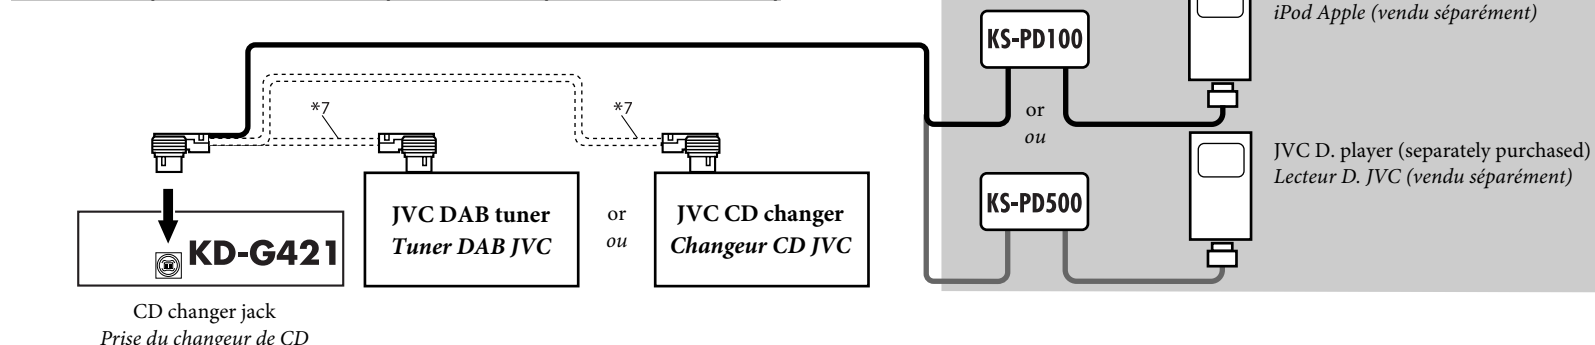 iPod Apple (vendu séparément)
KS-PD100
*7
*7
or
ou
JVC D. player (separately purchased)
Lecteur D. JVC (vendu séparément)
KS-PD500
JVC DAB tuner
Tuner DAB JVC
or
ou
JVC CD changer
Changeur CD JVC
KD-G421
CD changer jack
Prise du changeur de CD